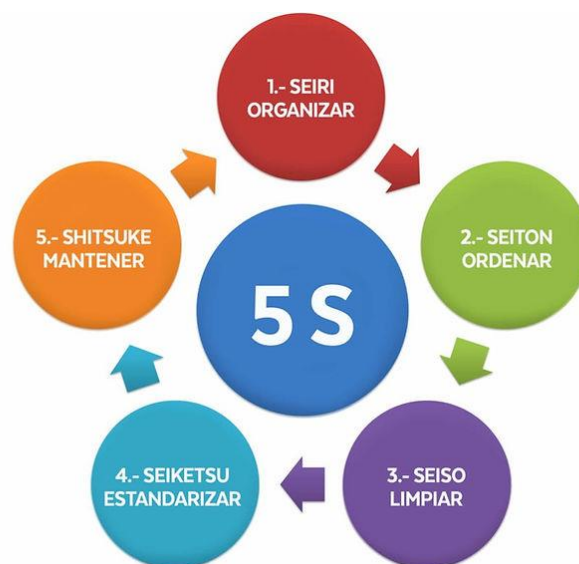 1.- SEIRI
ORGANIZAR
5.- SHITSUKE
MANTENER
2.- SEITON
ORDENAR
5 S
4.- SEIKETSU
ESTANDARIZAR
3.- SEISO
LIMPIAR